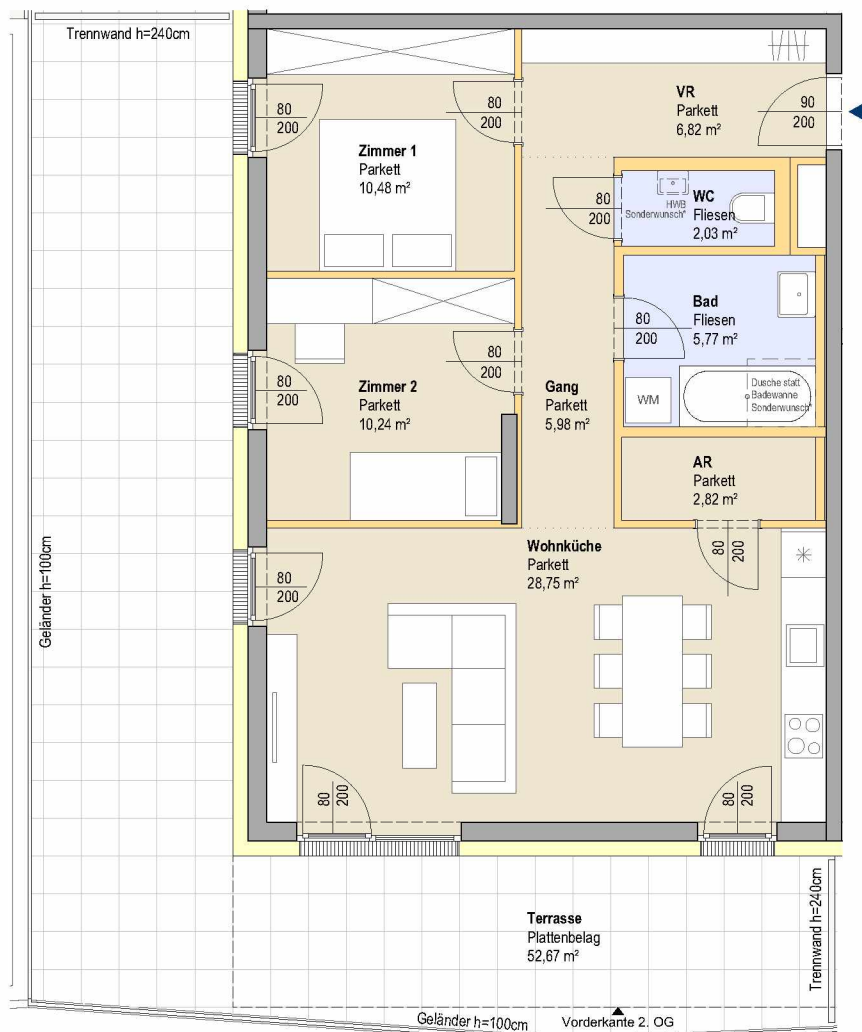 Trennwand h=240cm
VR
Parkett
6,82 m²
90
200
80
200
80
200
Zimmer 1
Parkett
10,48 m²
80
200
HWB
Sonderwunsch*
WC
Fliesen
2,03 m²
Bad
Fliesen
5,77 m²
80
200
80
200
80
200
Zimmer 2
Parkett
10,24 m²
Gang
Parkett
5,98 m²
WM
Dusche statt
Badewanne
Sonderwunsch*
AR
Parkett
2,82 m²
80
200
Wohnküche
Parkett
28,75 m²
80
200
Geländer h=100cm
80
200
80
200
Terrasse
Plattenbelag
52,67 m²
Trennwand h=240cm
Geländer h=100cm
Vorderkante 2. OG